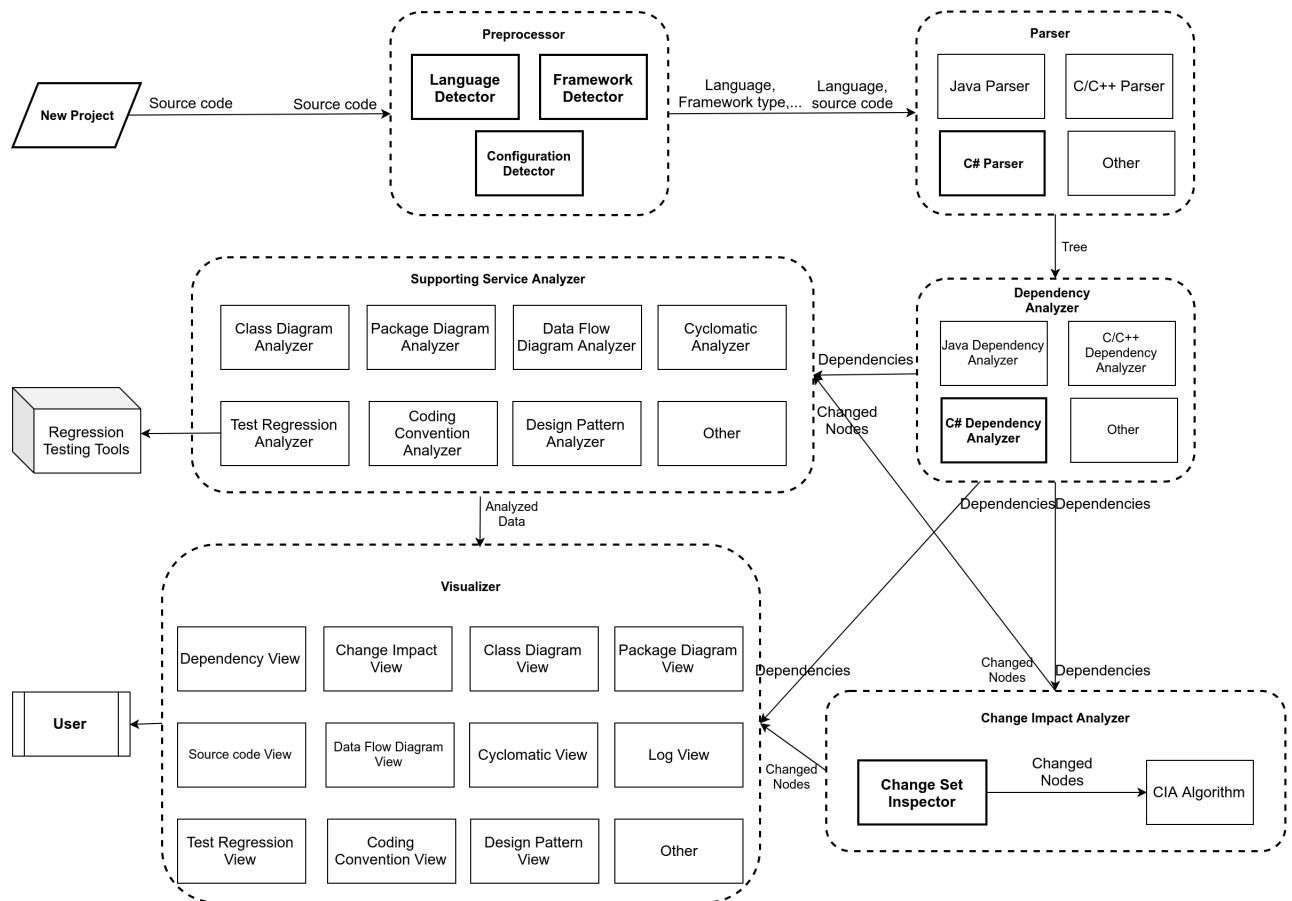 Preprocessor
Language
Detector
Framework
Detector
Configuration
Detector
New Project
Source code
Source code
Language,
Framework type,...
Language,
source code
Parser
Java Parser
C/C++ Parser
C# Parser
Other
Tree
Supporting Service Analyzer
Class Diagram
Analyzer
Package Diagram
Analyzer
Data Flow
Diagram Analyzer
Cyclomatic
Analyzer
Test Regression
Analyzer
Coding
Convention
Analyzer
Design Pattern
Analyzer
Other
Dependencies
Changed
Nodes
Dependency
Analyzer
Java Dependency
Analyzer
C/C++
Dependency
Analyzer
C# Dependency
Analyzer
Other
Regression
Testing Tools
Analyzed
Data
Dependencies
Dependencies
Visualizer
Dependency View
Change Impact
View
Class Diagram
View
Package Diagram
View
Source code View
Data Flow Diagram
View
Cyclomatic View
Log View
Test Regression
View
Coding
Convention View
Design Pattern
View
Other
User
Dependencies
Changed
Nodes
Dependencies
Changed
Nodes
Change Impact Analyzer
Change Set
Inspector
Changed
Nodes
CIA Algorithm